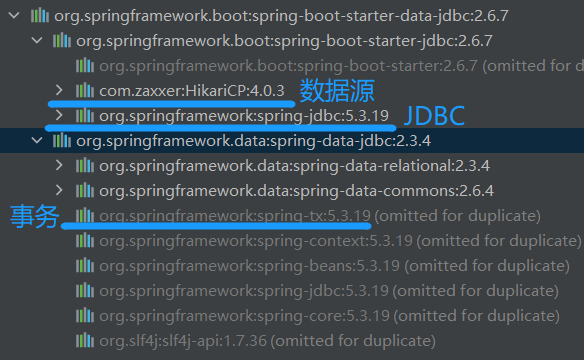 org.springframework.boot:spring-boot-starter-data-jdbc:2.6.7
org.springframework.boot:spring-boot-starter-jdbc:2.6.7
org.springframework.boot:spring-boot-starter:2.6.7 (omitted for d
com.zaxxer:HikariCP:4.0.3 数据源
org.springframework:spring-jdbc:5.3.19 JDBC
org.springframework.data:spring-data-jdbc:2.3.4
org.springframework.data:spring-data-relational:2.3.4
org.springframework.data:spring-data-commons:2.6.4
事务 org.springframework:spring-tx:5.3.19 (omitted for duplicate)
org.springframework:spring-context:5.3.19 (omitted for duplicate)
org.springframework:spring-beans:5.3.19 (omitted for duplicate)
org.springframework:spring-jdbc:5.3.19 (omitted for duplicate)
org.springframework:spring-core:5.3.19 (omitted for duplicate)
org.slf4j:slf4j-api:1.7.36 (omitted for duplicate)